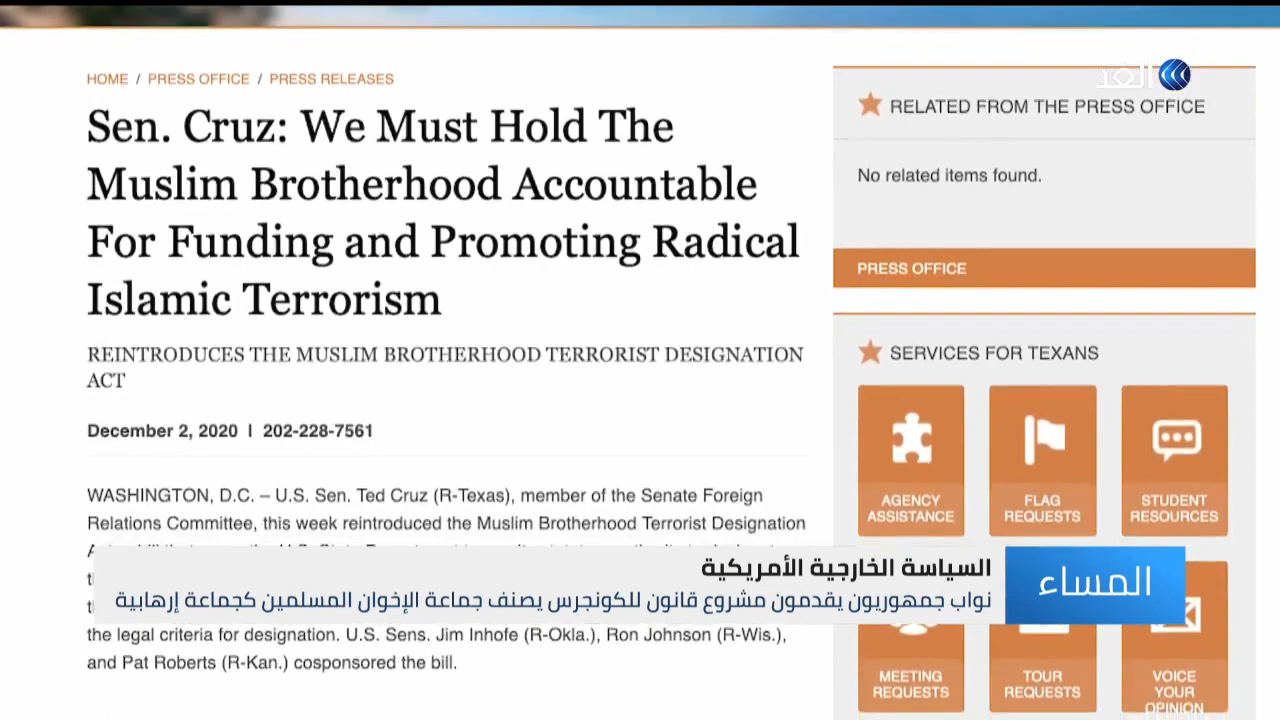 HOME / PRESS OFFICE / PRESS RELEASES
Sen. Cruz: We Must Hold The
Muslim Brotherhood Accountable
For Funding and Promoting Radical
Islamic Terrorism
REINTRODUCES THE MUSLIM BROTHERHOOD TERRORIST DESIGNATION
ACT
December 2, 2020 | 202-228-7561
WASHINGTON, D.C. – U.S. Sen. Ted Cruz (R-Texas), member of the Senate Foreign
Relations Committee, this week reintroduced the Muslim Brotherhood Terrorist Designation
the legal criteria for designation. U.S. Sens. Jim Inhofe (R-Okla.), Ron Johnson (R-Wis.),
and Pat Roberts (R-Kan.) cosponsored the bill.
الغد
RELATED FROM THE PRESS OFFICE
No related items found.
PRESS OFFICE
SERVICES FOR TEXANS
AGENCY
ASSISTANCE
FLAG
REQUESTS
STUDENT
RESOURCES
MEETING
REQUESTS
TOUR
REQUESTS
VOICE
YOUR
OPINION
المساء
السياسة الخارجية الأمريكية
نواب جمهوريون يقدمون مشروع قانون للكونجرس يصنف جماعة الإخوان المسلمين كجماعة إرهابية